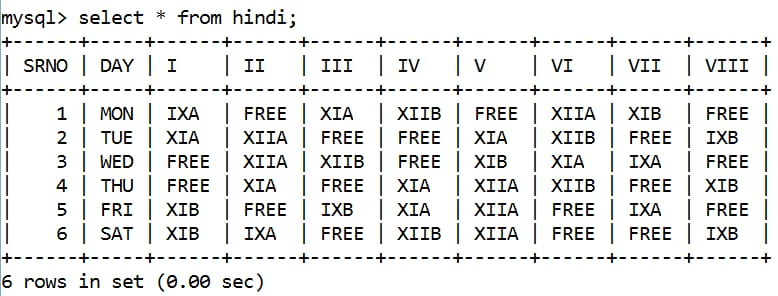 mysql> select * from hindi;
+------+------+------+------+------+------+------+------+------+------+
| SRNO | DAY | I    | II   | III  | IV   | V    | VI   | VII  | VIII |
+------+------+------+------+------+------+------+------+------+------+
|    1 | MON | IXA  | FREE | XIA  | XIIB | FREE | XIIA | XIB  | FREE |
|    2 | TUE | XIA  | XIIA | FREE | FREE | XIA  | XIIB | FREE | IXB  |
|    3 | WED | FREE | XIIA | XIIB | FREE | XIB  | XIA  | IXA  | FREE |
|    4 | THU | FREE | XIA  | FREE | XIA  | XIIA | XIIB | FREE | XIB  |
|    5 | FRI | XIB  | FREE | IXB  | XIA  | XIIA | FREE | IXA  | FREE |
|    6 | SAT | XIB  | IXA  | FREE | XIIB | XIIA | FREE | FREE | IXB  |
+------+------+------+------+------+------+------+------+------+------+
6 rows in set (0.00 sec)